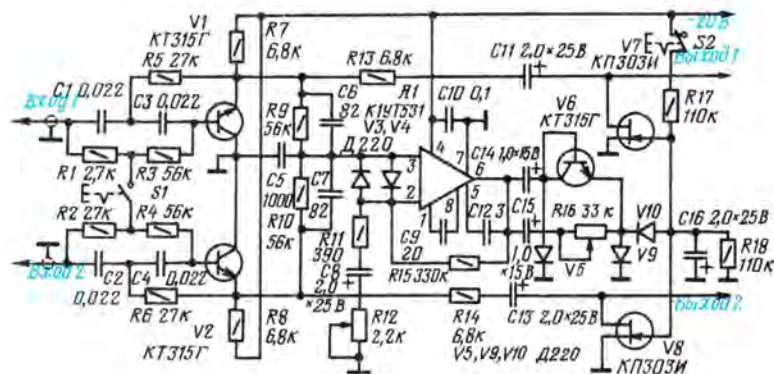 V1
КТ315Г
R5 27к
R7
6,8к
R13 6,8к
C11 2,0×25В
-20В
V7
S2
КП303И
Выход 1
C1 0,022
C3 0,022
Вход 1
C6
82
Я1
К1УТ531
V3, V4
Д220
C10 0,1
V6
КТ315Г
R17
110к
R9
56к
R1 2,7к
R3 56к
S1
R2 27к
R4 56к
C5
1000
C7
82
R10
56к
3
2
4
7
6
5
1
8
C14 1,0×15В
C12 3
C15
1,0
×15В
R16 33к
V10
V9
V5
C16 2,0×25В
R18
110к
R11
390
C8
2,0
×25В
C9
20
R15 330к
Вход 2
C2
0,022
C4
0,022
R6 27к
V2
КТ315Г
R8
6,8к
R12
2,2к
R14
6,8к
C13 2,0×25В
Выход 2
V5, V9, V10 Д220
V8
КП303И